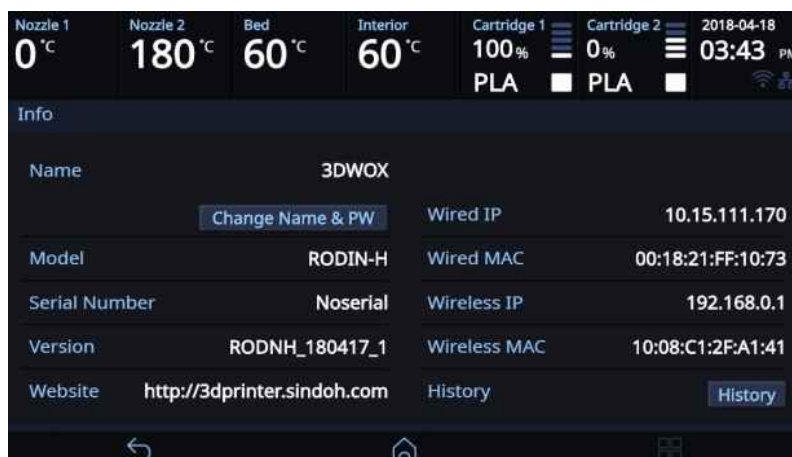 Nozzle 1 Nozzle 2 Bed Interior Cartridge 1 Cartridge 2 2018-04-18
0°C 180°C 60°C 60°C 100% 0% 03:43 PM
PLA PLA
Info
Name 3DWOX
Change Name & PW Wired IP 10.15.111.170
Model RODIN-H Wired MAC 00:18:21:FF:10:73
Serial Number Noserial Wireless IP 192.168.0.1
Version RODNH_180417_1 Wireless MAC 10:08:C1:2F:A1:41
Website http://3dprinter.sindoh.com History History